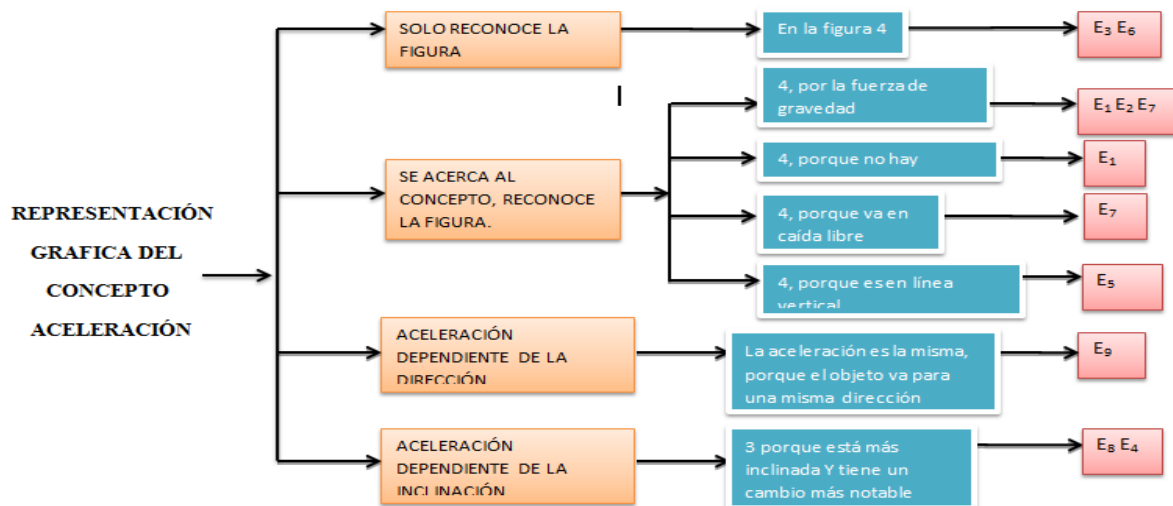 REPRESENTACIÓN
GRAFICA DEL
CONCEPTO
ACELERACIÓN
SOLO RECONOCE LA
FIGURA
En la figura 4
E₃ E₆
SE ACERCA AL
CONCEPTO, RECONOCE
LA FIGURA.
4, por la fuerza de
gravedad
E₁ E₂ E₇
4, porque no hay
E₁
4, porque va en
caída libre
E₇
4, porque es en línea
vertical
E₅
ACELERACIÓN
DEPENDIENTE DE LA
DIRECCIÓN
La aceleración es la misma,
porque el objeto va para
una misma dirección
E₉
ACELERACIÓN
DEPENDIENTE DE LA
INCLINACIÓN
3 porque está más
inclinada Y tiene un
cambio más notable
E₈ E₄